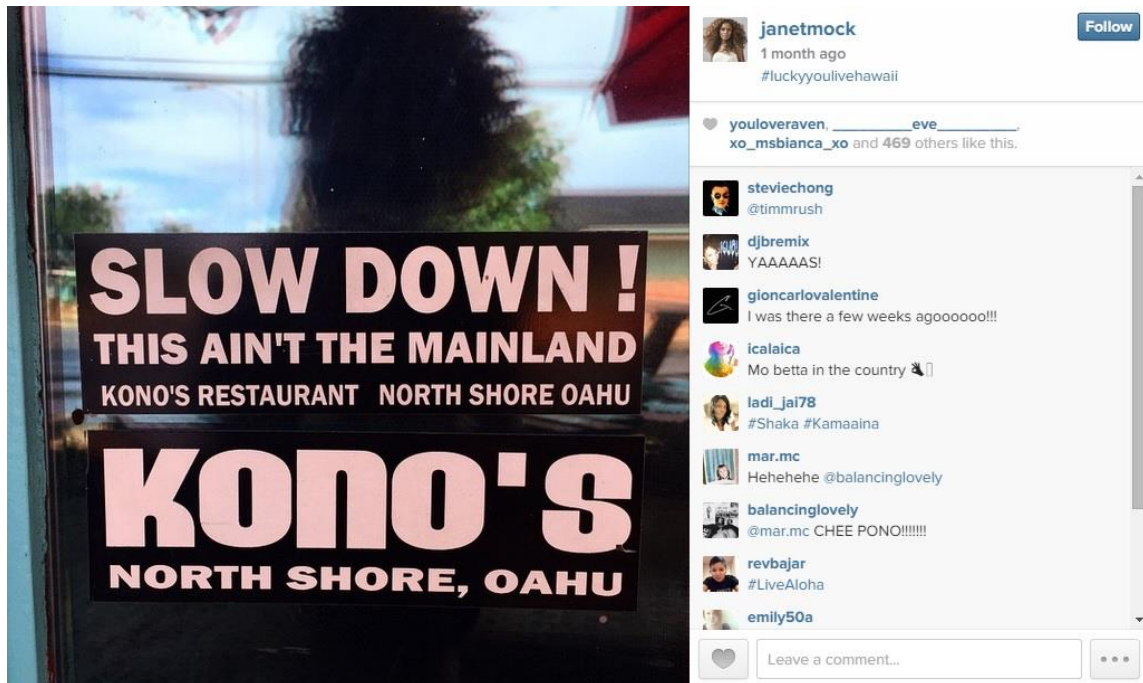 SLOW DOWN !
THIS AIN'T THE MAINLAND
KONO'S RESTAURANT NORTH SHORE OAHU
KONO'S
NORTH SHORE, OAHU
janetmock
Follow
1 month ago
#luckyyoulivehawaii
youloveraven, _________eve_________,
xo_msbianca_xo and 469 others like this.
steviechong
@timmrush
djbremix
YAAAAAS!
gioncarlovalentine
I was there a few weeks agoooooo!!!
icalaica
Mo betta in the country
ladi_jai78
#Shaka #Kamaaina
mar.mc
Hehehehe @balancinglovely
balancinglovely
@mar.mc CHEE PONO!!!!!!!
revbajar
#LiveAloha
emily50a
Leave a comment...